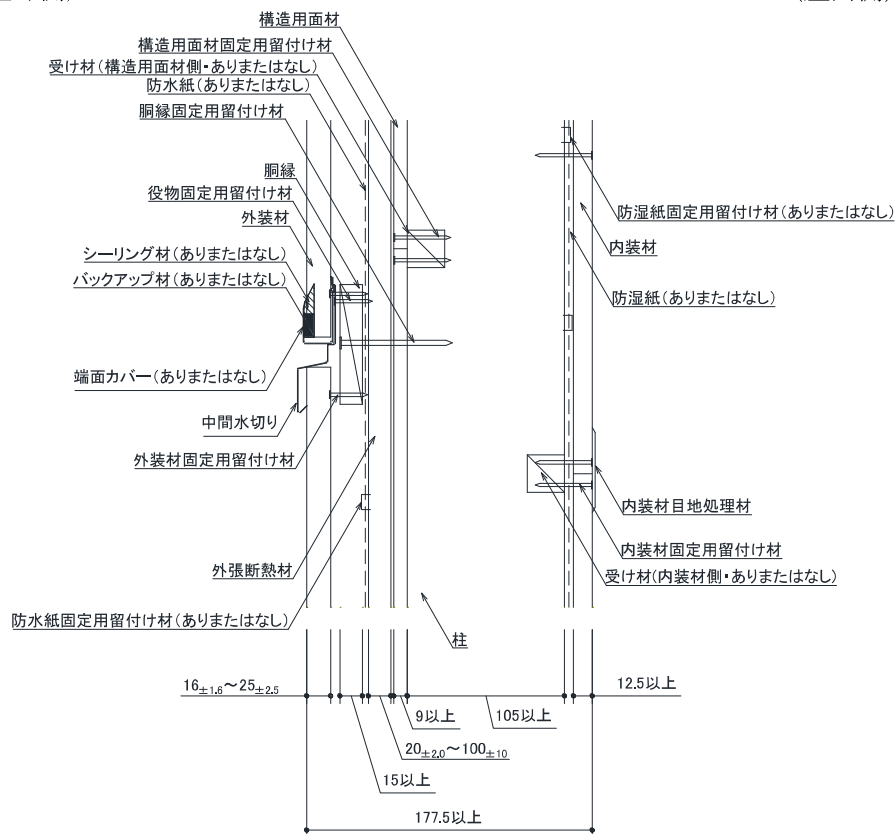 構造用面材
構造用面材固定用留付け材
受け材(構造用面材側・ありまたはなし)
防水紙(ありまたはなし)
胴縁固定用留付け材
胴縁
役物固定用留付け材
外装材
シーリング材(ありまたはなし)
バックアップ材(ありまたはなし)
端面カバー(ありまたはなし)
中間水切り
外装材固定用留付け材
外張断熱材
防水紙固定用留付け材(ありまたはなし)
柱
防湿紙固定用留付け材(ありまたはなし)
内装材
防湿紙(ありまたはなし)
内装材目地処理材
内装材固定用留付け材
受け材(内装材側・ありまたはなし)
16±1.6～25±2.5
12.5以上
9以上
105以上
20±2.0～100±10
15以上
177.5以上